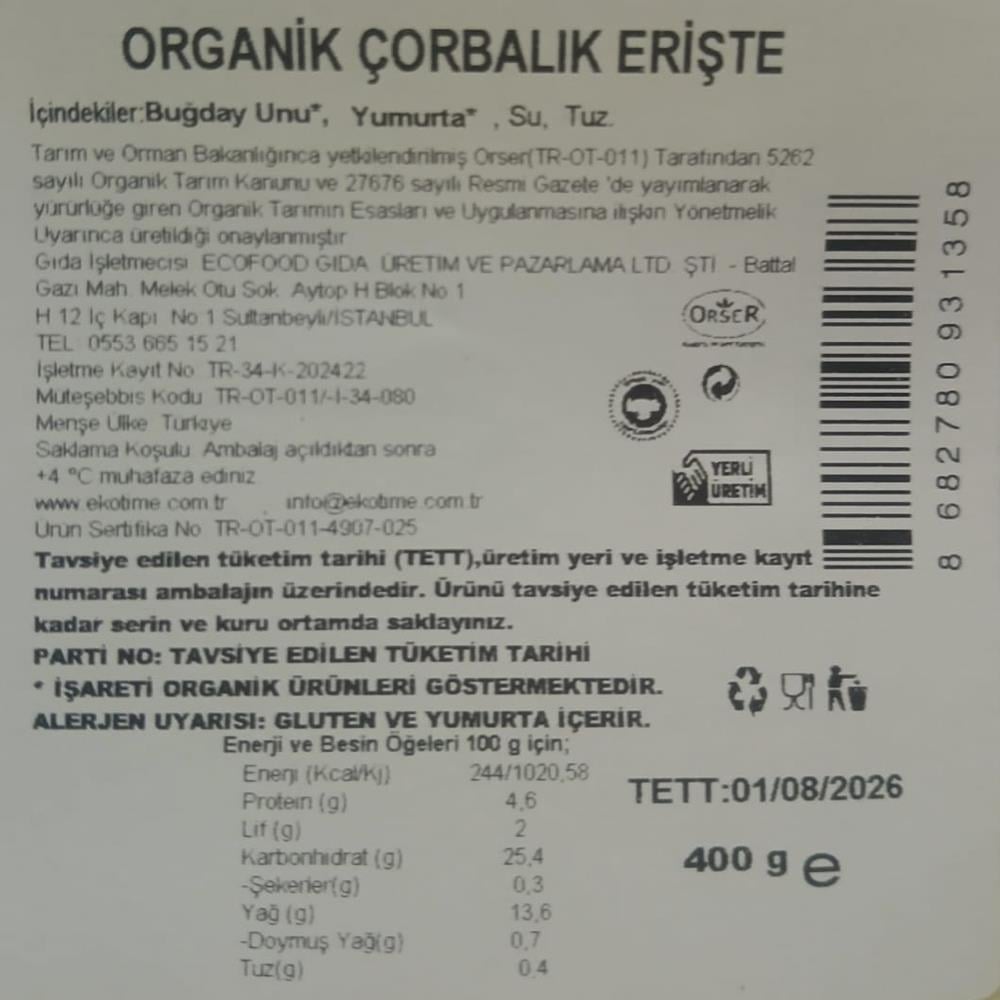 ORGANİK ÇORBALIK ERİŞTE
İçindekiler:Buğday Unu*, Yumurta* , Su, Tuz.
Tarım ve Orman Bakanlığınca yetkilendirilmiş Orser(TR-OT-011) Tarafından 5262
sayılı Organik Tarım Kanunu ve 27676 sayılı Resmi Gazete 'de yayımlanarak
yürürlüğe giren Organik Tarımın Esasları ve Uygulanmasına ilişkin Yönetmelik
Uyarınca üretildiği onaylanmıştır
Gıda İşletmecisi ECOFOOD GIDA ÜRETİM VE PAZARLAMA LTD. ŞTİ. - Battal
Gazi Mah. Melek Otu Sok. Aytop H Blok No 1
H 12 İç Kapı No 1 Sultanbeyli/İSTANBUL
TEL 0553 665 15 21
İşletme Kayıt No TR-34-K-202422
Müteşebbis Kodu TR-OT-011/-I-34-080
Menşe Ülke Türkiye
Saklama Koşulu Ambalaj açıldıktan sonra
+4 °C muhafaza ediniz
www.ekotime.com.tr info@ekotime.com.tr
Ürün Sertifika No TR-OT-011-4907-025
ORSER
YERLİ
ÜRETİM
8 682780 931358
Tavsiye edilen tüketim tarihi (TETT),üretim yeri ve işletme kayıt
numarası ambalajın üzerindedir. Ürünü tavsiye edilen tüketim tarihine
kadar serin ve kuru ortamda saklayınız.
PARTİ NO: TAVSİYE EDİLEN TÜKETİM TARİHİ
* İŞARETİ ORGANİK ÜRÜNLERİ GÖSTERMEKTEDİR.
ALERJEN UYARISI: GLUTEN VE YUMURTA İÇERİR.
Enerji ve Besin Öğeleri 100 g için;
Enerji (Kcal/Kj) 244/1020,58
Protein (g) 4,6
Lif (g) 2
Karbonhidrat (g) 25,4
-Şekerler(g) 0,3
Yağ (g) 13,6
-Doymuş Yağ(g) 0,7
Tuz(g) 0.4
TETT:01/08/2026
400 g e